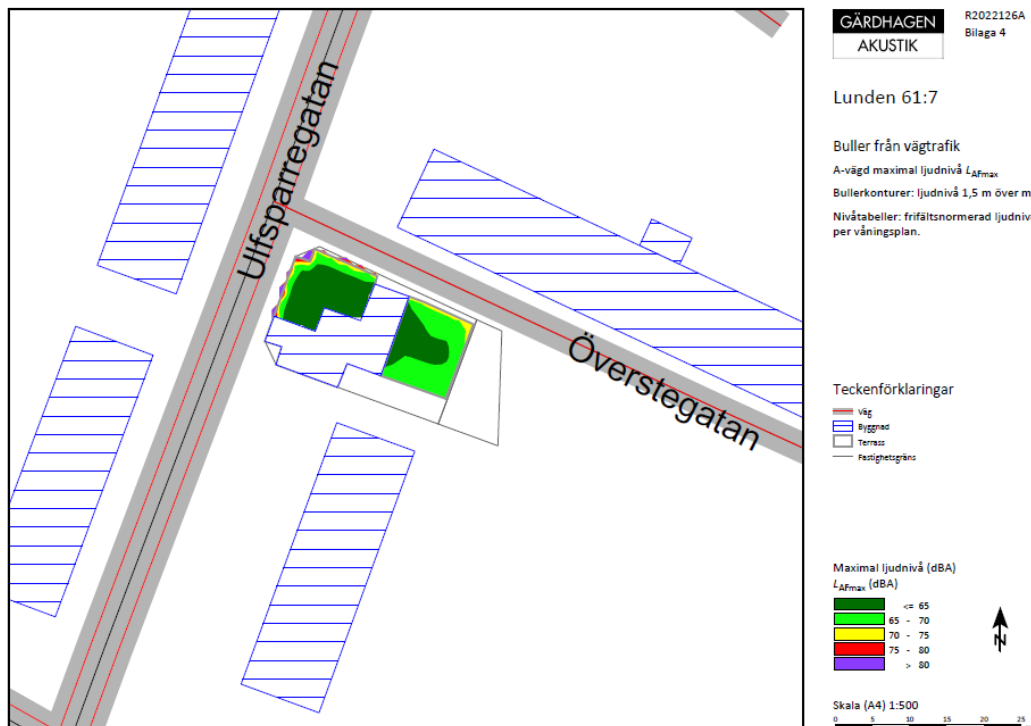 Ulfsparregatan
Överstegatan
GÄRDHAGEN
AKUSTIK
R2022126A
Bilaga 4
Lunden 61:7
Buller från vägtrafik
A-vägd maximal ljudnivå LAFmax
Bullerkonturer: ljudnivå 1,5 m över m
Nivåtabeller: frifältsnormerad ljudniv
per våningsplan.
Teckenförklaringar
Väg
Byggnad
Terrass
Fastighetsgräns
Maximal ljudnivå (dBA)
LAFmax (dBA)
<= 65
65 - 70
70 - 75
75 - 80
> 80
N
Skala (A4) 1:500
0 5 10 15 20 25